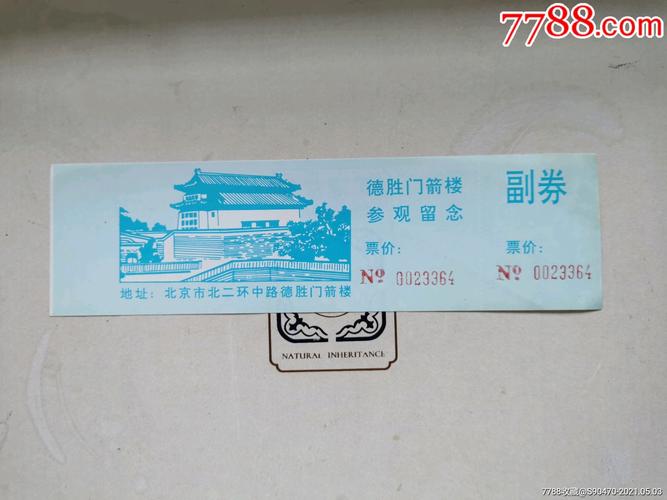 7788.com
德胜门箭楼
参观留念
票价：
№ 0023364
副券
票价：
№ 0023364
地址：北京市北二环中路德胜门箭楼
NATURAL INHERITANCE
7788收藏@S90470-2021.05.03